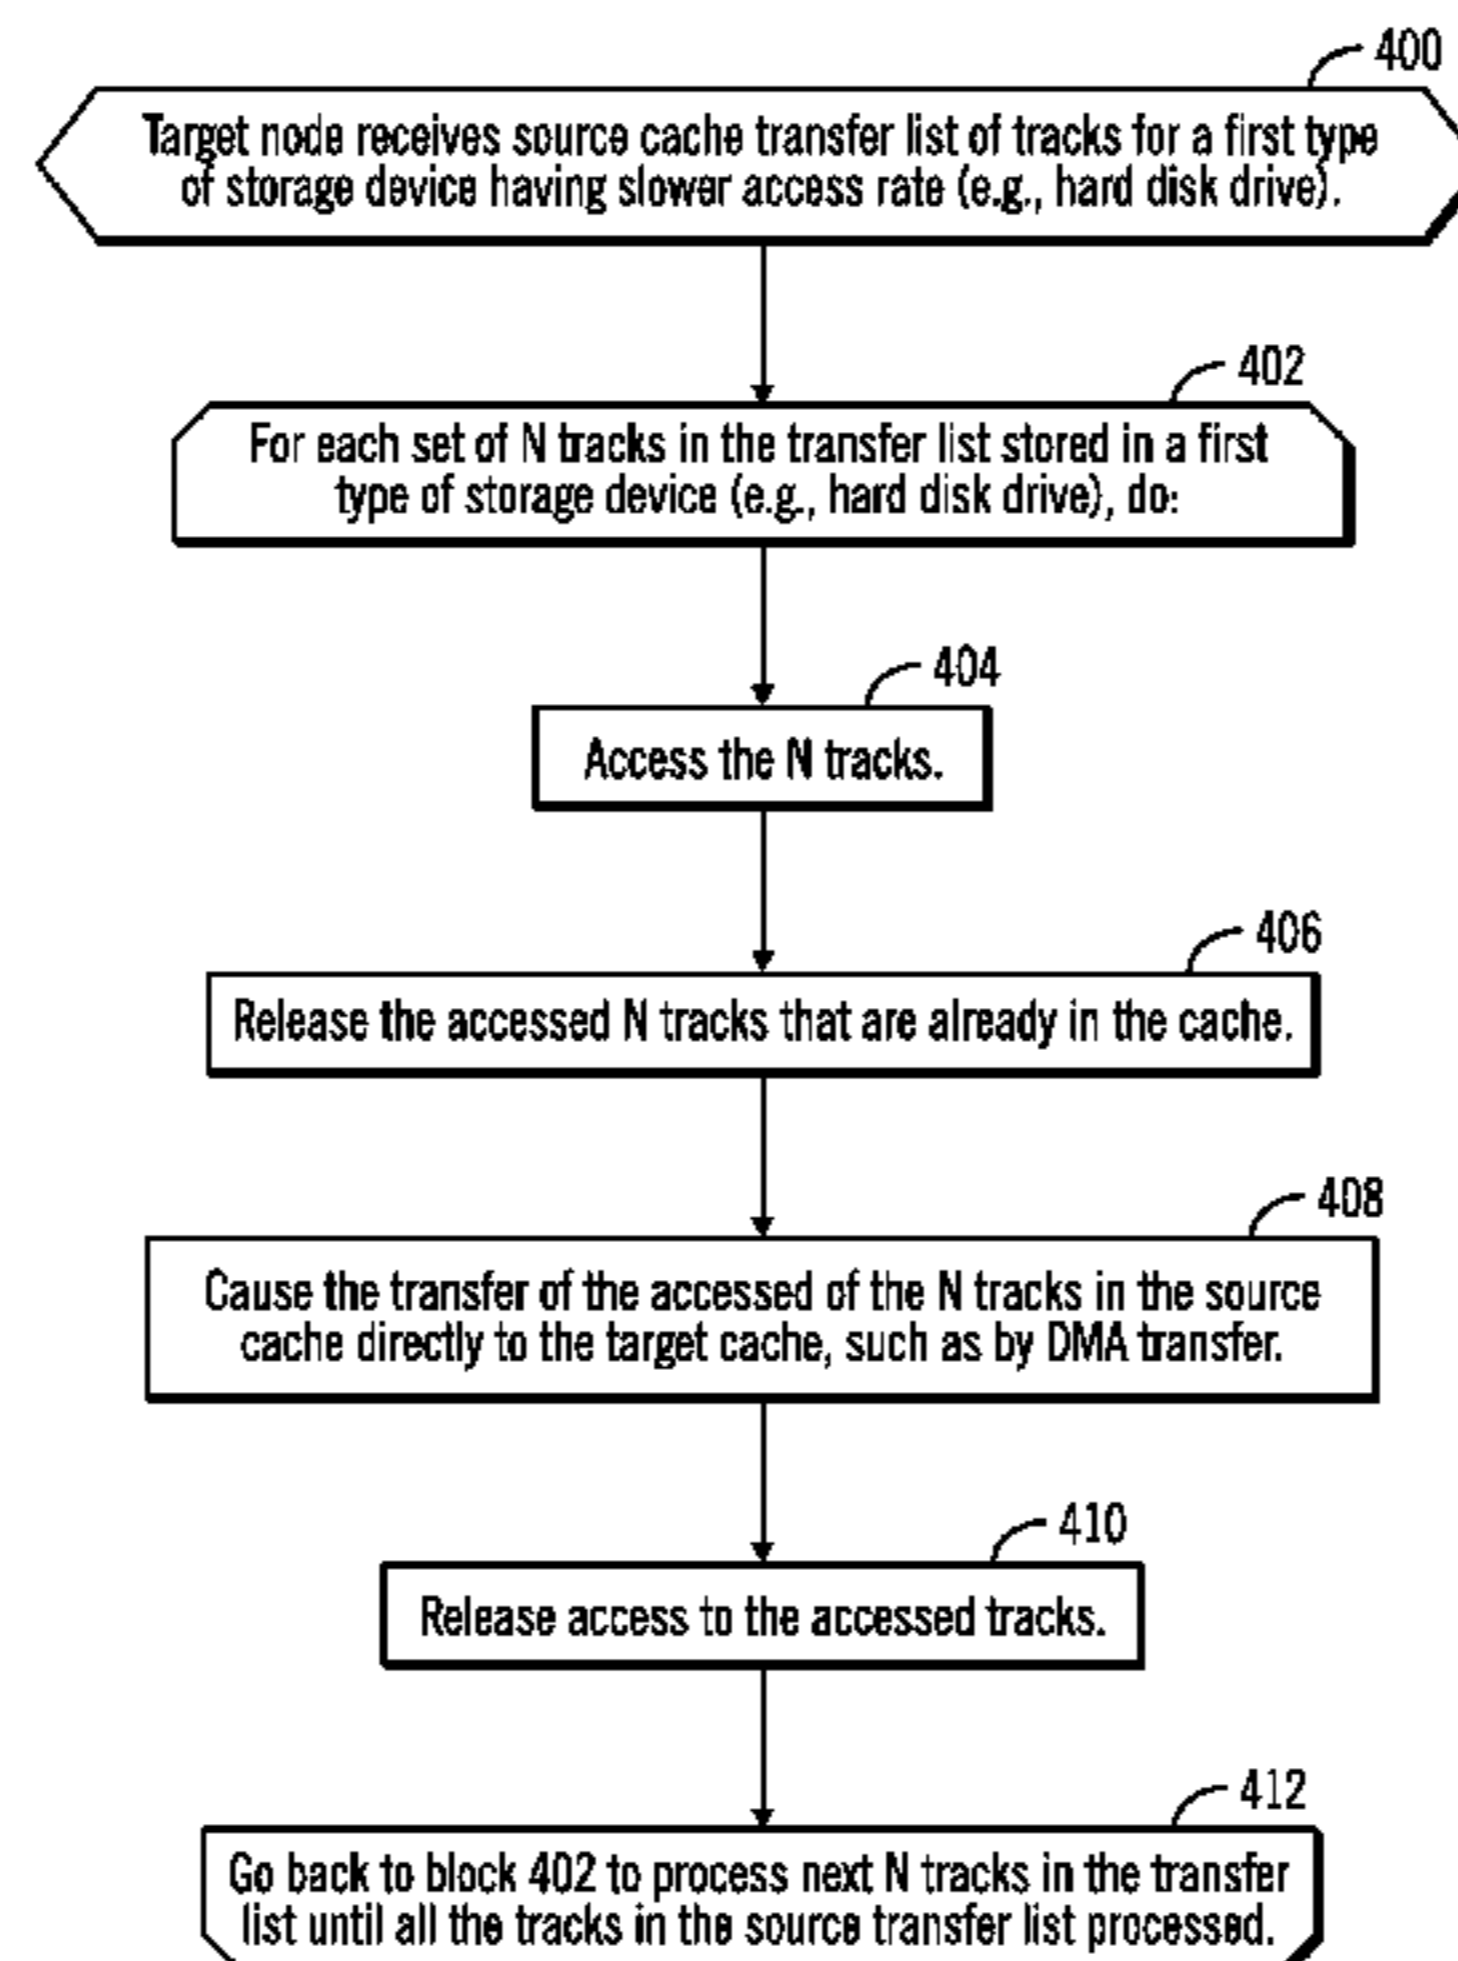 400
Target node receives source cache transfer list of tracks for a first type
of storage device having slower access rate (e.g., hard disk drive).
402
For each set of N tracks in the transfer list stored in a first
type of storage device (e.g., hard disk drive), do:
404
Access the N tracks.
406
Release the accessed N tracks that are already in the cache.
408
Cause the transfer of the accessed of the N tracks in the source
cache directly to the target cache, such as by DMA transfer.
410
Release access to the accessed tracks.
412
Go back to block 402 to process next N tracks in the transfer
list until all the tracks in the source transfer list processed.